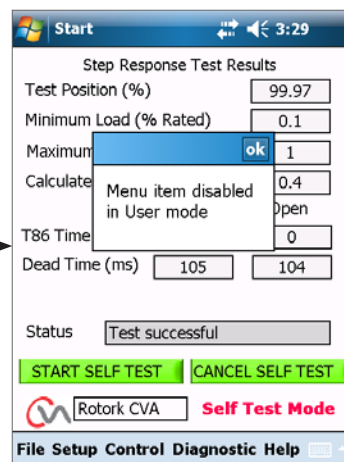 Start 3:29
Step Response Test Results
Test Position (%) 99.97
Minimum Load (% Rated) 0.1
Maximum 1
ok
Calculate 0.4
Menu item disabled
in User mode
Open
T86 Time 0
Dead Time (ms) 105 104
Status Test successful
START SELF TEST CANCEL SELF TEST
Rotork CVA Self Test Mode
File Setup Control Diagnostic Help